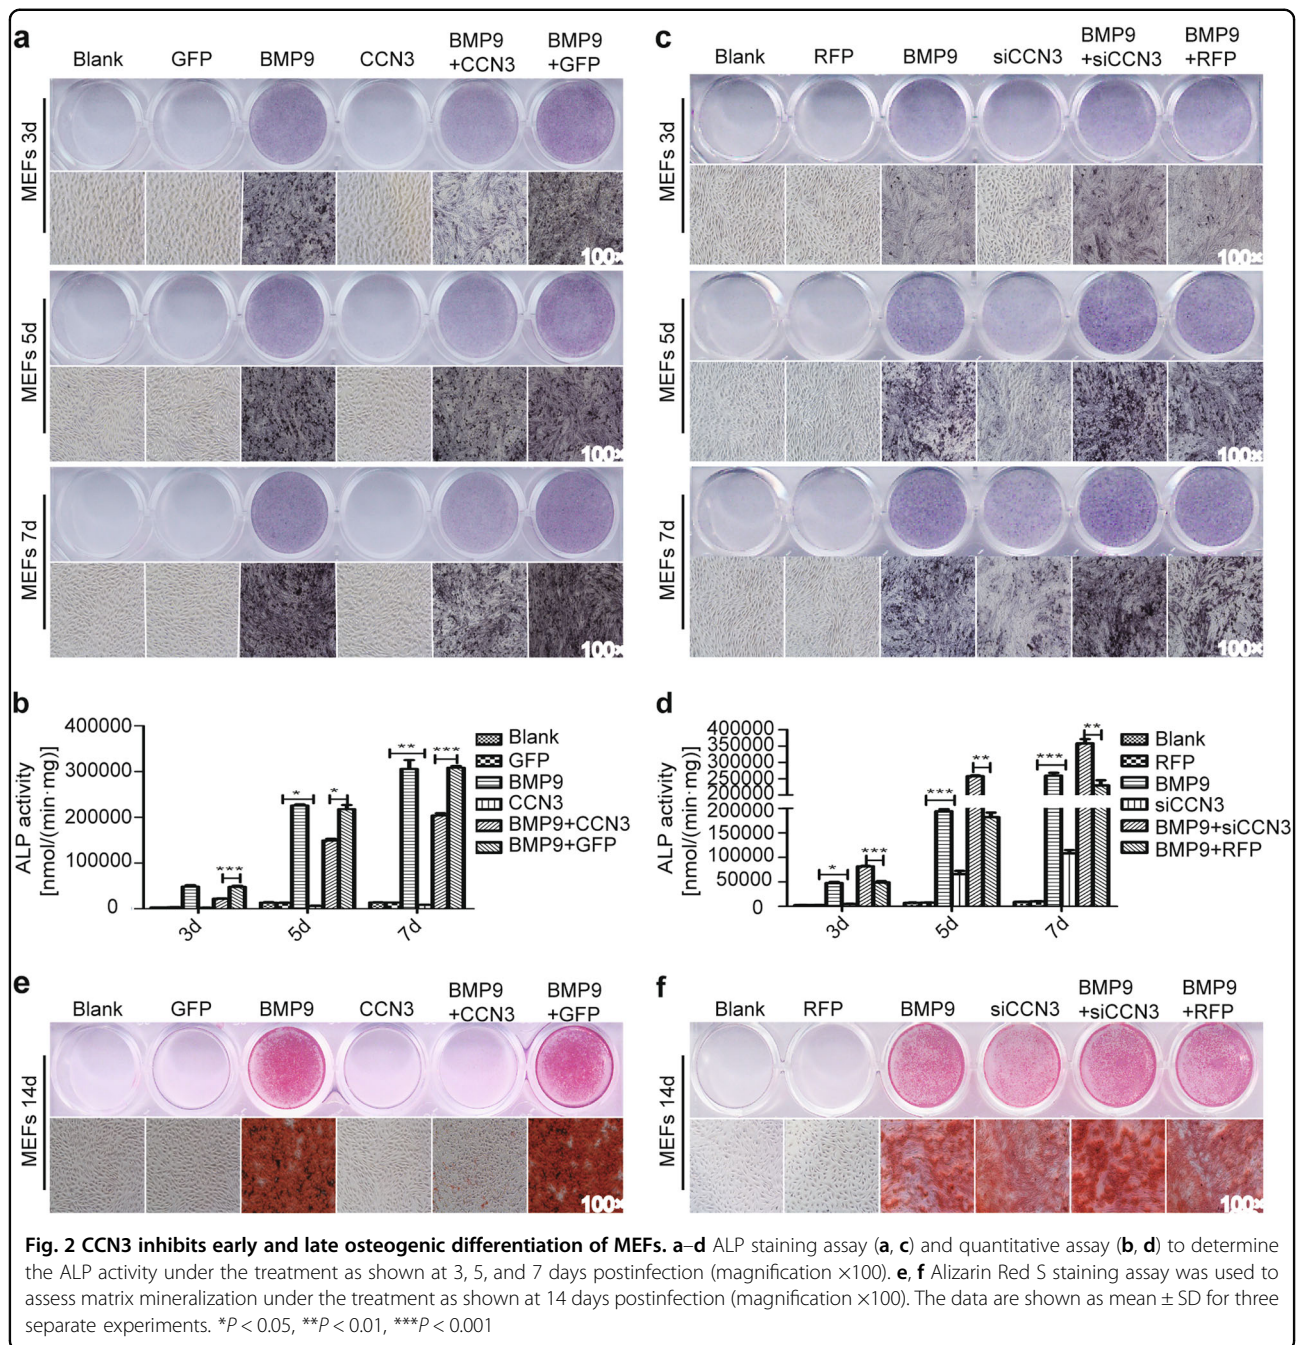 a
Blank GFP BMP9 CCN3 BMP9 +CCN3 BMP9 +GFP
MEFs 3d
100×
MEFs 5d
100×
MEFs 7d
100×
c
Blank RFP BMP9 siCCN3 BMP9 +siCCN3 BMP9 +RFP
MEFs 3d
100×
MEFs 5d
100×
MEFs 7d
100×
b
ALP activity
[nmol/(min·mg)]
400000
300000
200000
100000
0
*** * * ** ***
3d 5d 7d
Blank
GFP
BMP9
CCN3
BMP9+CCN3
BMP9+GFP
d
ALP activity
[nmol/(min·mg)]
400000
350000
300000
250000
200000
200000
150000
100000
50000
0
* *** *** ** *** **
3d 5d 7d
Blank
RFP
BMP9
siCCN3
BMP9+siCCN3
BMP9+RFP
e
Blank GFP BMP9 CCN3 BMP9 +CCN3 BMP9 +GFP
MEFs 14d
100×
f
Blank RFP BMP9 siCCN3 BMP9 +siCCN3 BMP9 +RFP
MEFs 14d
100×
Fig. 2 CCN3 inhibits early and late osteogenic differentiation of MEFs. a–d ALP staining assay (a, c) and quantitative assay (b, d) to determine
the ALP activity under the treatment as shown at 3, 5, and 7 days postinfection (magnification ×100). e, f Alizarin Red S staining assay was used to
assess matrix mineralization under the treatment as shown at 14 days postinfection (magnification ×100). The data are shown as mean ± SD for three
separate experiments. *P < 0.05, **P < 0.01, ***P < 0.001